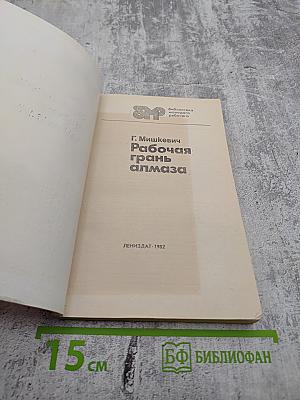 БМР
библиотека
молодого
рабочего
Г. Мишкевич
Рабочая
грань
алмаза
ЛЕНИЗДАТ · 1982
15 см
БФ БИБЛИОФАН